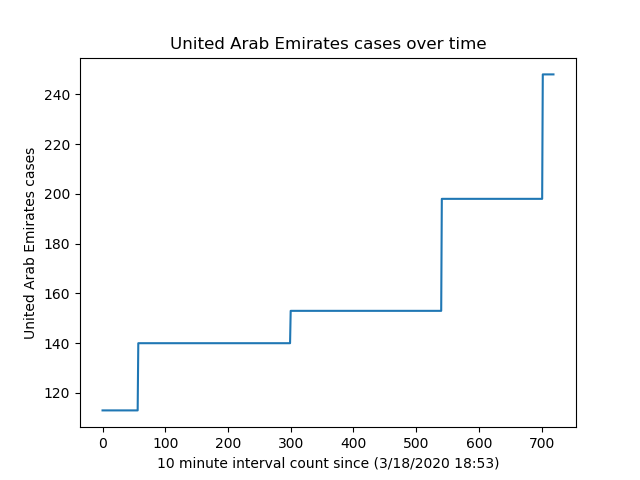 United Arab Emirates cases over time
United Arab Emirates cases
240
220
200
180
160
140
120
0 100 200 300 400 500 600 700
10 minute interval count since (3/18/2020 18:53)